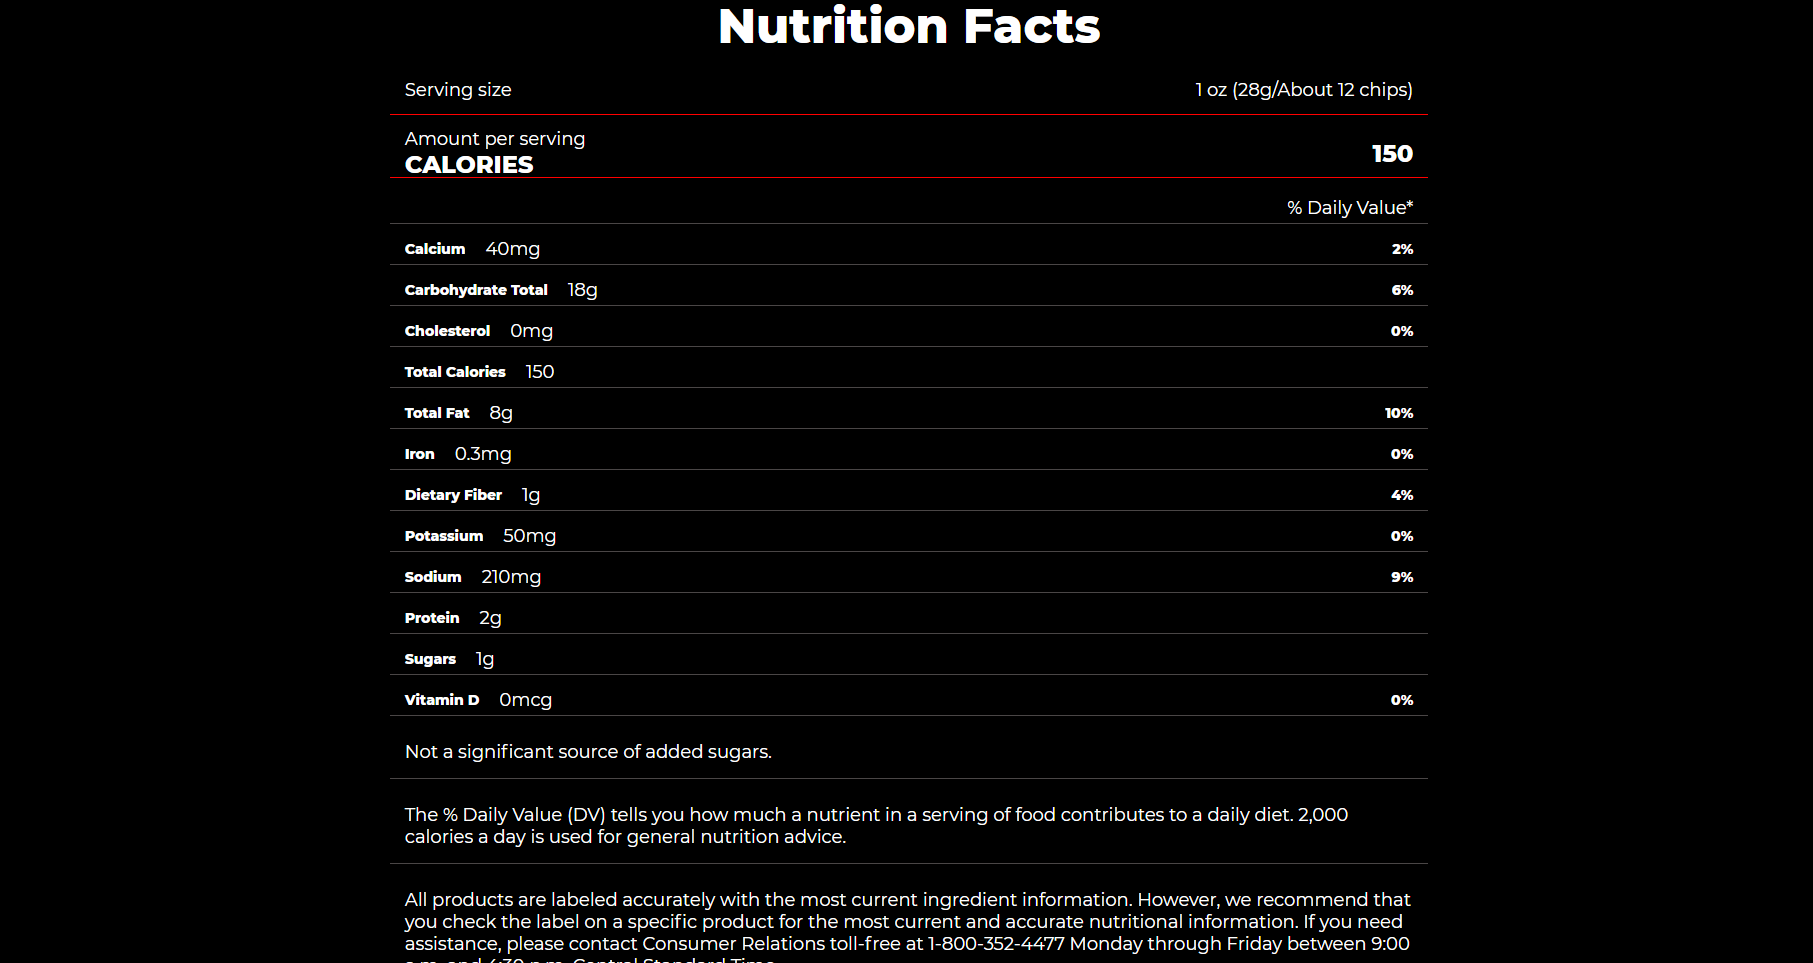 Nutrition Facts
Serving size 1 oz (28g/About 12 chips)
Amount per serving
CALORIES 150
% Daily Value*
Calcium 40mg 2%
Carbohydrate Total 18g 6%
Cholesterol 0mg 0%
Total Calories 150
Total Fat 8g 10%
Iron 0.3mg 0%
Dietary Fiber 1g 4%
Potassium 50mg 0%
Sodium 210mg 9%
Protein 2g
Sugars 1g
Vitamin D 0mcg 0%
Not a significant source of added sugars.
The % Daily Value (DV) tells you how much a nutrient in a serving of food contributes to a daily diet. 2,000
calories a day is used for general nutrition advice.
All products are labeled accurately with the most current ingredient information. However, we recommend that
you check the label on a specific product for the most current and accurate nutritional information. If you need
assistance, please contact Consumer Relations toll-free at 1-800-352-4477 Monday through Friday between 9:00
a.m. and 4:30 p.m. Central Standard Time.